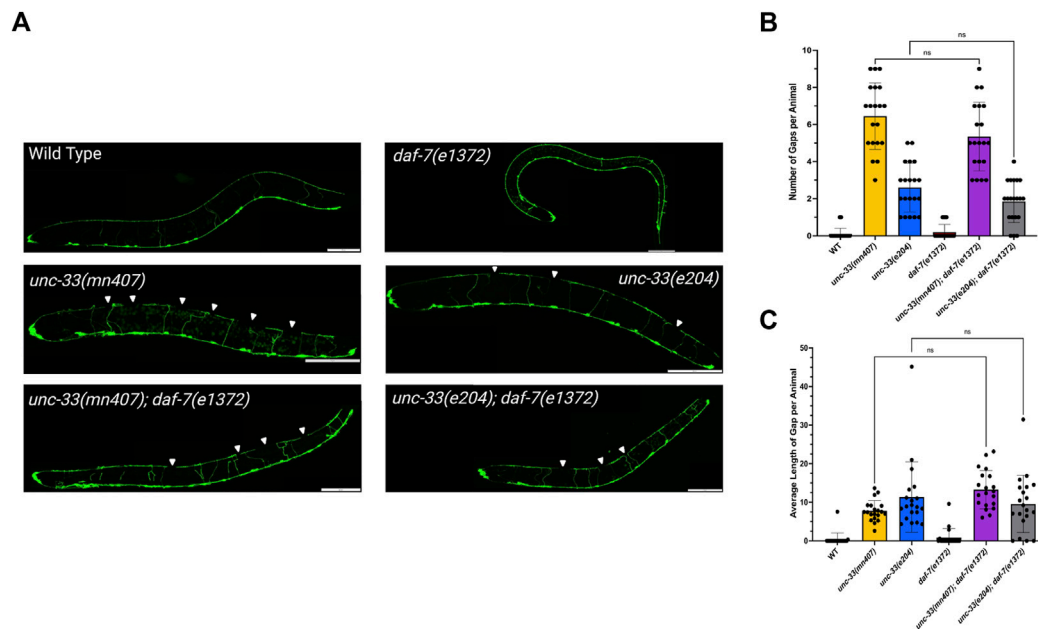 A
Wild Type
daf-7(e1372)
unc-33(mn407)
unc-33(e204)
unc-33(mn407); daf-7(e1372)
unc-33(e204); daf-7(e1372)
B
ns
ns
Number of Gaps per Animal
10
8
6
4
2
0
WT
unc-33(mn407)
unc-33(e204)
daf-7(e1372)
unc-33(mn407); daf-7(e1372)
unc-33(e204); daf-7(e1372)
C
ns
ns
Average Length of Gap per Animal
50
40
30
20
10
0
WT
unc-33(mn407)
unc-33(e204)
daf-7(e1372)
unc-33(mn407); daf-7(e1372)
unc-33(e204); daf-7(e1372)